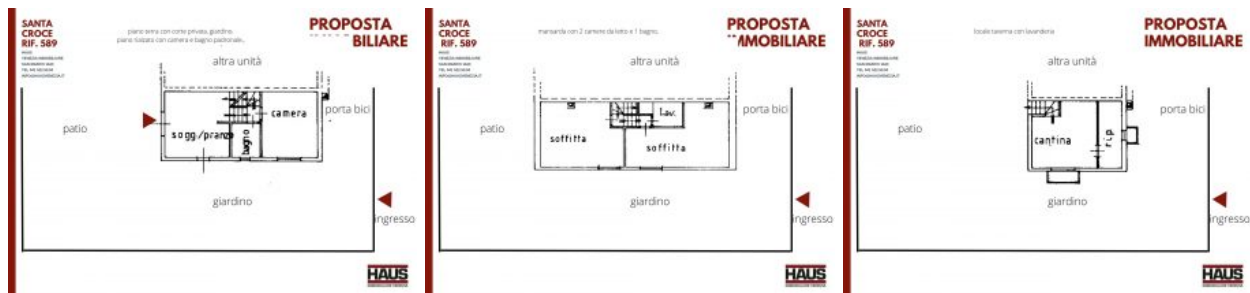 SANTA
CROCE
RIF. 589
piano terra con corte privata, giardino.
piano rialzato con camera e bagno padronale.
PROPOSTA
BILIARE
altra unità
camera
porta bici
patio
sogg./pranzo
bagno
giardino
ingresso
HAUS
SANTA
CROCE
RIF. 589
mansarda con 2 camere da letto e 1 bagno.
PROPOSTA
IMMOBILIARE
altra unità
porta bici
lav.
patio
soffitta
soffitta
giardino
ingresso
HAUS
SANTA
CROCE
RIF. 589
locale taverna con lavanderia
PROPOSTA
IMMOBILIARE
altra unità
porta bici
patio
cantina
rip
giardino
ingresso
HAUS